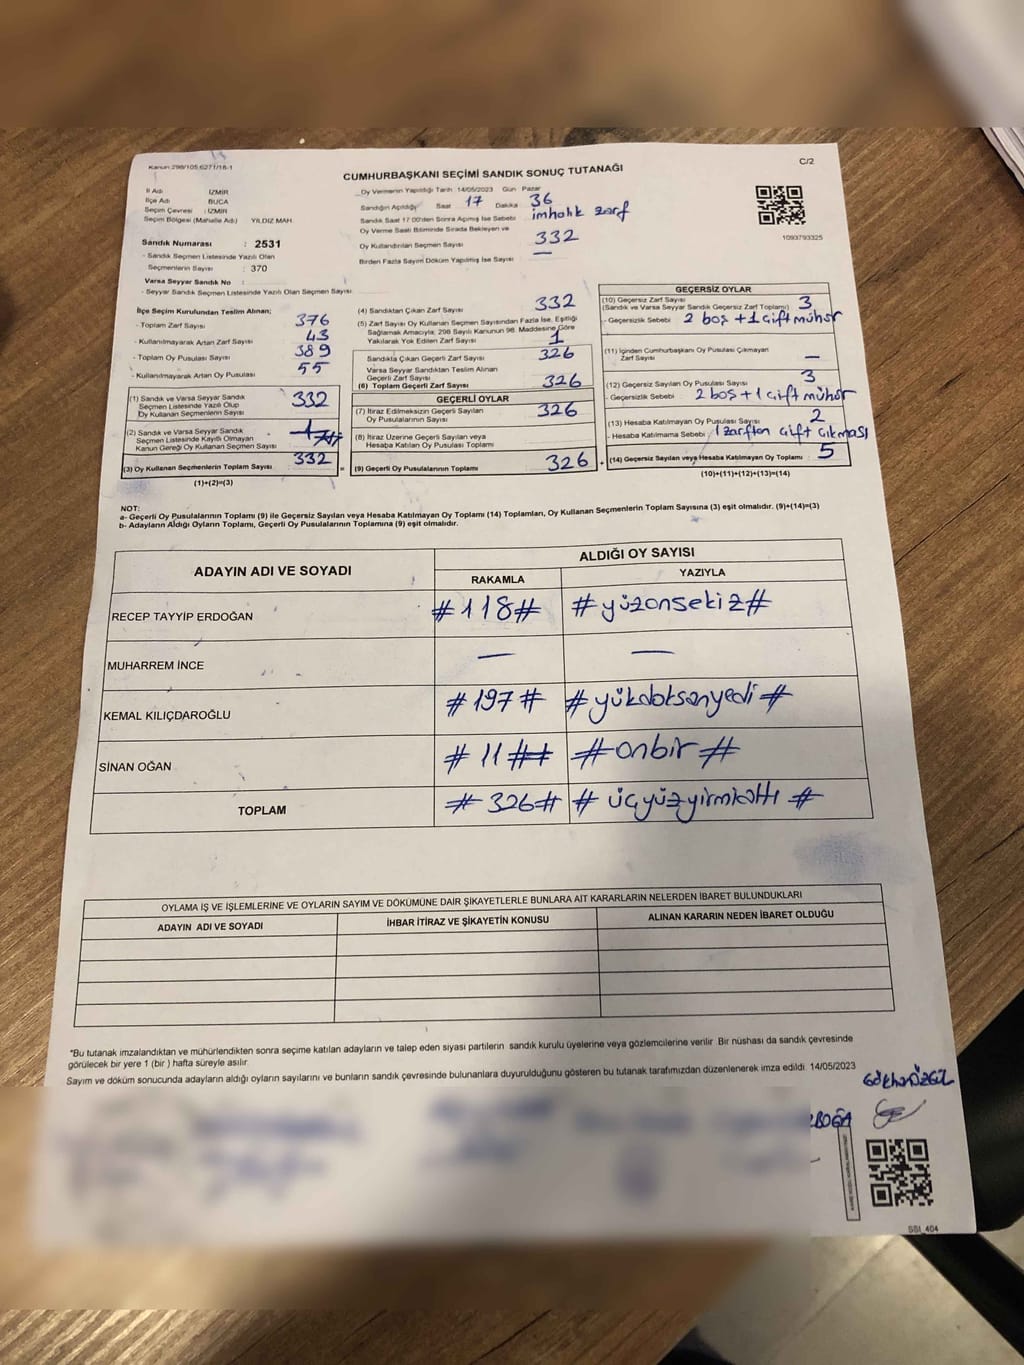 Kanun:298/105,6271/18-1
C/2
CUMHURBAŞKANI SEÇİMİ SANDIK SONUÇ TUTANAĞI
İl Adı İZMİR
İlçe Adı BUCA
Seçim Çevresi : İZMİR
Seçim Bölgesi (Mahalle Adı) : YILDIZ MAH.
Sandık Numarası : 2531
- Sandık Seçmen Listesinde Yazılı Olan
Seçmenlerin Sayısı : 370
Varsa Seyyar Sandık No :
- Seyyar Sandık Seçmen Listesinde Yazılı Olan Seçmen Sayısı:
Oy Vermenin Yapıldığı Tarih :14/05/2023 Gün Pazar
Sandığın Açıldığı Saat 17 Dakika 36
Sandık Saat 17:00'den Sonra Açılmış İse Sebebi imhalık zarf
Oy Verme Saati Bitiminde Sırada Bekleyen ve
Oy Kullandırılan Seçmen Sayısı 332
Birden Fazla Sayım Döküm Yapılmış İse Sayısı —
1093793325
İlçe Seçim Kurulundan Teslim Alınan;
- Toplam Zarf Sayısı 376
- Kullanılmayarak Artan Zarf Sayısı 43
- Toplam Oy Pusulası Sayısı 389
- Kullanılmayarak Artan Oy Pusulası 55
(1) Sandık ve Varsa Seyyar Sandık
Seçmen Listesinde Yazılı Olup
Oy Kullanan Seçmenlerin Sayısı 332
(2) Sandık ve Varsa Seyyar Sandık
Seçmen Listesinde Kayıtlı Olmayan
Kanun Gereği Oy Kullanan Seçmen Sayısı
(3) Oy Kullanan Seçmenlerin Toplam Sayısı 332
(1)+(2)=(3)
(4) Sandıktan Çıkan Zarf Sayısı 332
(5) Zarf Sayısı Oy Kullanan Seçmen Sayısından Fazla İse, Eşitliği
Sağlamak Amacıyla; 298 Sayılı Kanunun 98. Maddesine Göre
Yakılarak Yok Edilen Zarf Sayısı 1
Sandıkta Çıkan Geçerli Zarf Sayısı 326
Varsa Seyyar Sandıktan Teslim Alınan
Geçerli Zarf Sayısı
(6) Toplam Geçerli Zarf Sayısı 326
GEÇERLİ OYLAR
(7) İtiraz Edilmeksizin Geçerli Sayılan
Oy Pusulalarının Sayısı 326
(8) İtiraz Üzerine Geçerli Sayılan veya
Hesaba Katılan Oy Pusulası Toplamı
= (9) Geçerli Oy Pusulalarının Toplamı 326
GEÇERSİZ OYLAR
(10) Geçersiz Zarf Sayısı
(Sandık ve Varsa Seyyar Sandık Geçersiz Zarf Toplamı) 3
- Geçersizlik Sebebi : 2 boş + 1 çift mühür
(11) İçinden Cumhurbaşkanı Oy Pusulası Çıkmayan
Zarf Sayısı —
(12) Geçersiz Sayılan Oy Pusulası Sayısı 3
- Geçersizlik Sebebi : 2 boş + 1 çift mühür
(13) Hesaba Katılmayan Oy Pusulası Sayısı 2
- Hesaba Katılmama Sebebi : 1 zarftan çift çıkması
+ (14) Geçersiz Sayılan veya Hesaba Katılmayan Oy Toplamı : 5
(10)+(11)+(12)+(13)=(14)
NOT:
a- Geçerli Oy Pusulalarının Toplamı (9) ile Geçersiz Sayılan veya Hesaba Katılmayan Oy Toplamı (14) Toplamları, Oy Kullanan Seçmenlerin Toplam Sayısına (3) eşit olmalıdır. (9)+(14)=(3)
b- Adayların Aldığı Oyların Toplamı, Geçerli Oy Pusulalarının Toplamına (9) eşit olmalıdır.
ADAYIN ADI VE SOYADI
ALDIĞI OY SAYISI
RAKAMLA YAZIYLA
RECEP TAYYİP ERDOĞAN #118# #yüzonsekiz#
MUHARREM İNCE — —
KEMAL KILIÇDAROĞLU #197# #yükdoksanyedi#
SİNAN OĞAN #11## #onbir#
TOPLAM #326# #üçyüzyirmialtı#
OYLAMA İŞ VE İŞLEMLERİNE VE OYLARIN SAYIM VE DÖKÜMÜNE DAİR ŞİKAYETLERLE BUNLARA AİT KARARLARIN NELERDEN İBARET BULUNDUKLARI
ADAYIN ADI VE SOYADI İHBAR İTİRAZ VE ŞİKAYETİN KONUSU ALINAN KARARIN NEDEN İBARET OLDUĞU
*Bu tutanak imzalandıktan ve mühürlendikten sonra seçime katılan adayların ve talep eden siyasi partilerin sandık kurulu üyelerine veya gözlemcilerine verilir. Bir nüshası da sandık çevresinde
görülecek bir yere 1 (bir) hafta süreyle asılır.
Sayım ve döküm sonucunda adayların aldığı oyların sayılarını ve bunların sandık çevresinde bulunanlara duyurulduğunu gösteren bu tutanak tarafımızdan düzenlenerek imza edildi. 14/05/2023
Gökhan ÖZGÜL
BOĞA
SSI_404